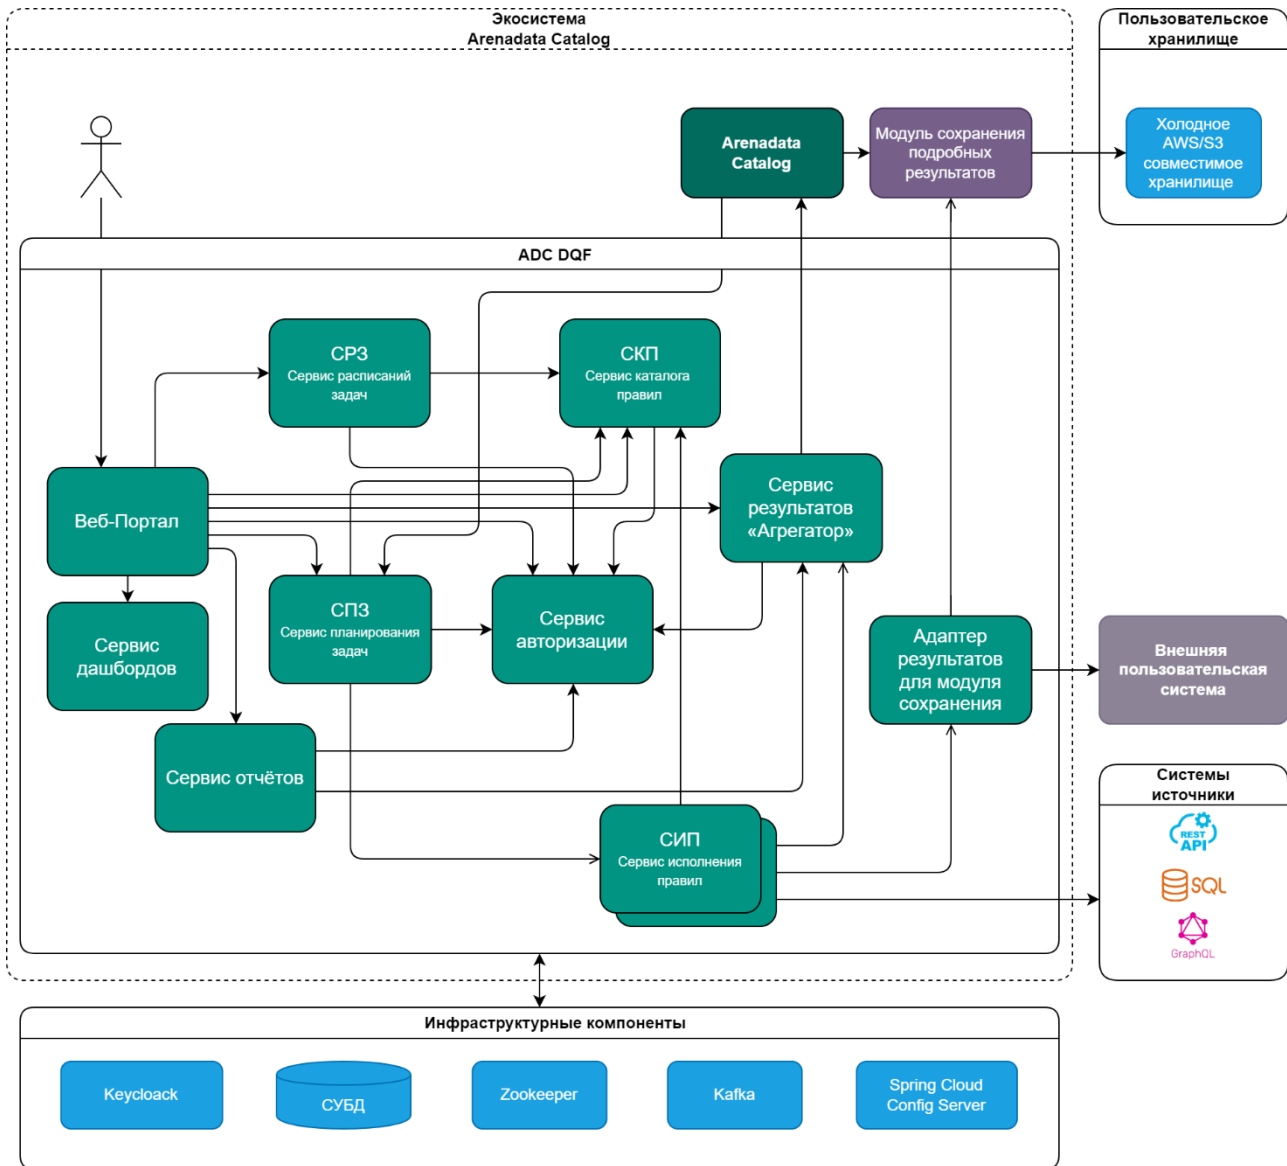 Экосистема
Arenadata Catalog
Пользовательское
хранилище
Arenadata
Catalog
Модуль сохранения
подробных
результатов
Холодное
AWS/S3
совместимое
хранилище
ADC DQF
СРЗ
Сервис расписаний
задач
СКП
Сервис каталога
правил
Веб-Портал
Сервис
результатов
«Агрегатор»
СПЗ
Сервис планирования
задач
Сервис
авторизации
Сервис
дашбордов
Адаптер
результатов
для модуля
сохранения
Внешняя
пользовательская
система
Сервис отчётов
СИП
Сервис исполнения
правил
Системы
источники
REST
API
SQL
GraphQL
Инфраструктурные компоненты
Keycloack
СУБД
Zookeeper
Kafka
Spring Cloud
Config Server